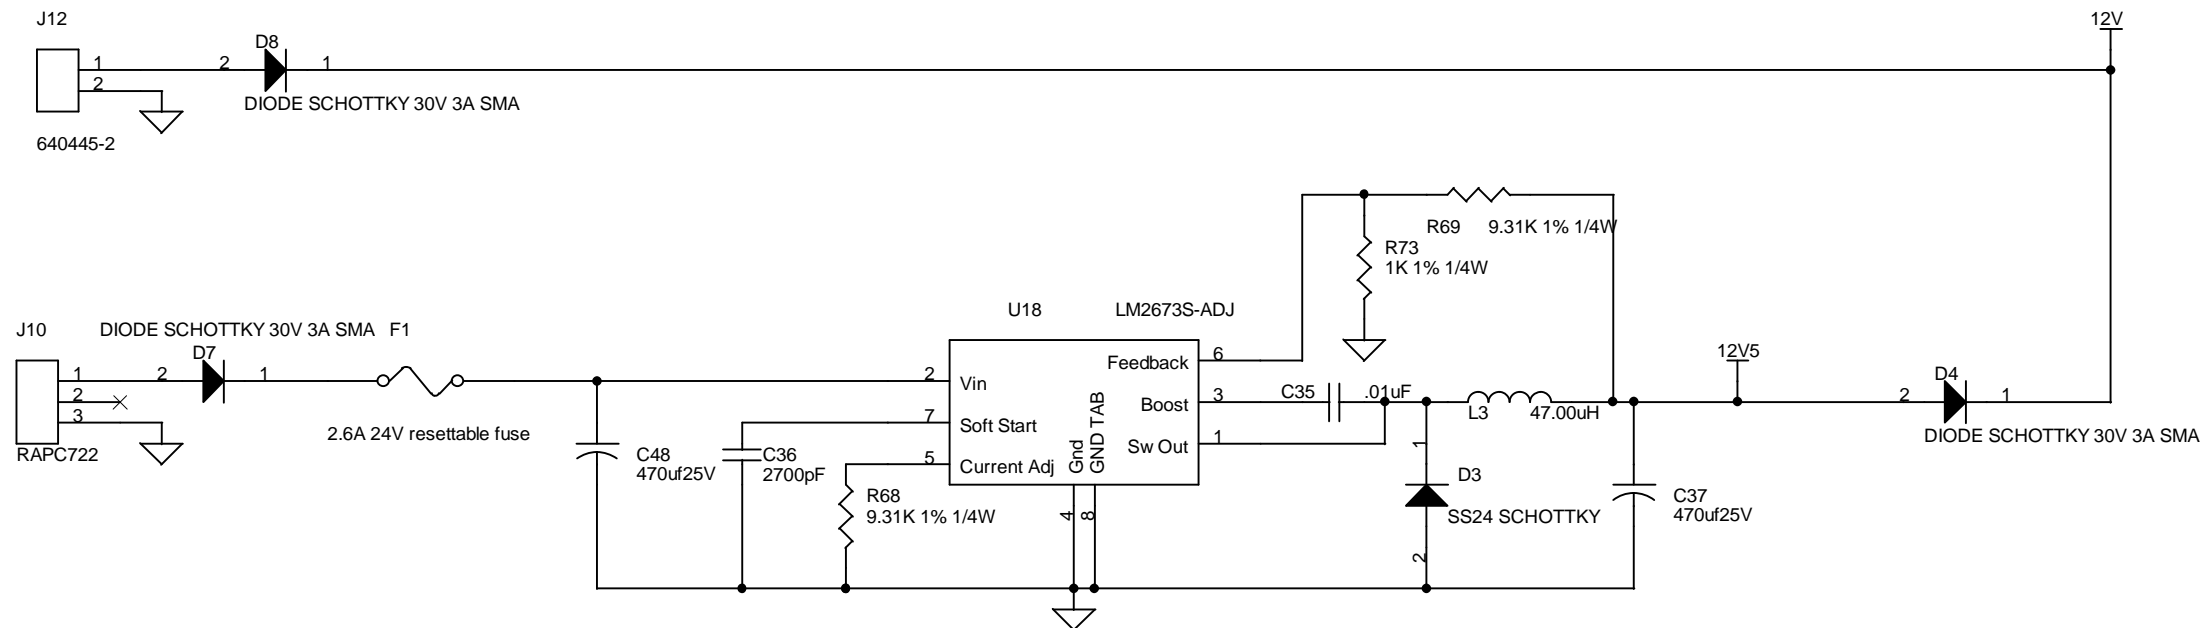 J12
12V
D8
1
2
1
2
DIODE SCHOTTKY 30V 3A SMA
640445-2
R69
9.31K 1% 1/4W
R73
1K 1% 1/4W
U18
LM2673S-ADJ
J10
DIODE SCHOTTKY 30V 3A SMA
F1
D7
1
2
1
2
3
RAPC722
2.6A 24V resettable fuse
2
Vin
7
Soft Start
5
Current Adj
Feedback
6
Boost
3
Sw Out
1
Gnd
GND TAB
4
8
C48
470uf25V
C36
2700pF
R68
9.31K 1% 1/4W
C35
.01uF
L3
47.00uH
12V5
1
D3
SS24 SCHOTTKY
2
C37
470uf25V
D4
2
1
DIODE SCHOTTKY 30V 3A SMA